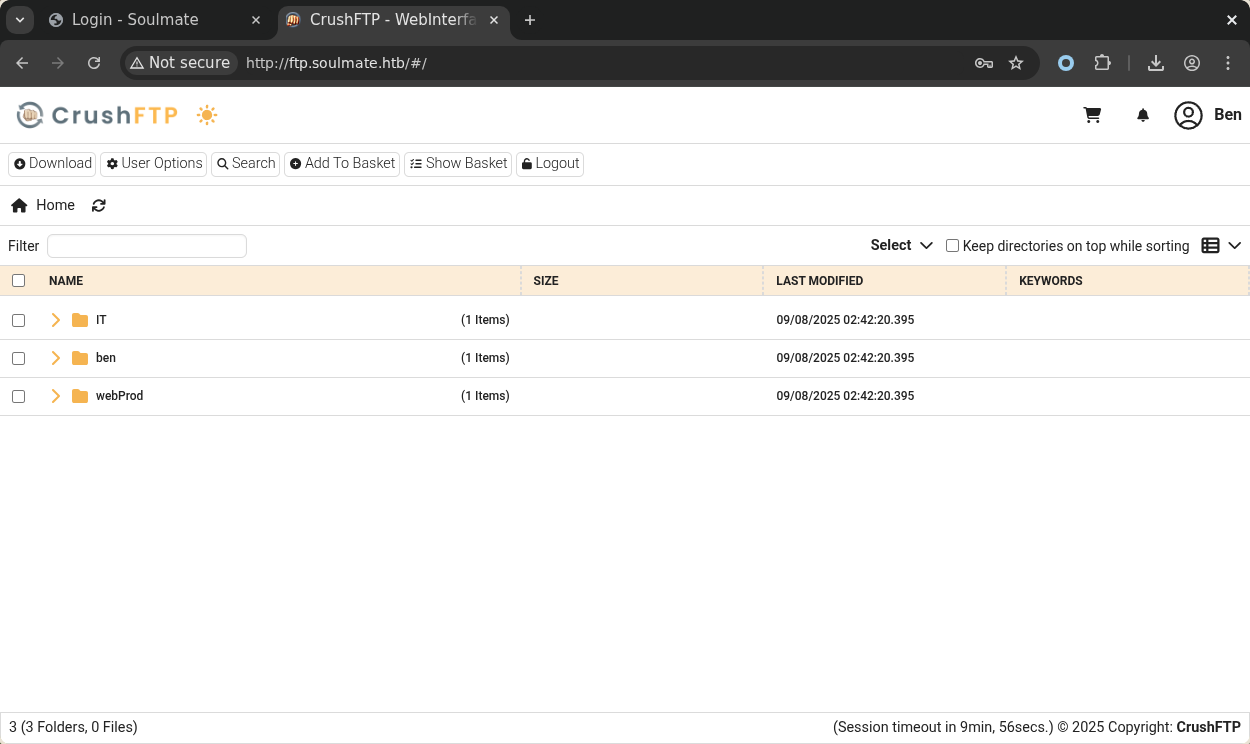 Login - Soulmate
CrushFTP - WebInterfa
Not secure http://ftp.soulmate.htb/#/
CrushFTP Ben
Download User Options Search Add To Basket Show Basket Logout
Home
Filter Select Keep directories on top while sorting
NAME SIZE LAST MODIFIED KEYWORDS
IT (1 Items) 09/08/2025 02:42:20.395
ben (1 Items) 09/08/2025 02:42:20.395
webProd (1 Items) 09/08/2025 02:42:20.395
3 (3 Folders, 0 Files) (Session timeout in 9min, 56secs.) © 2025 Copyright: CrushFTP